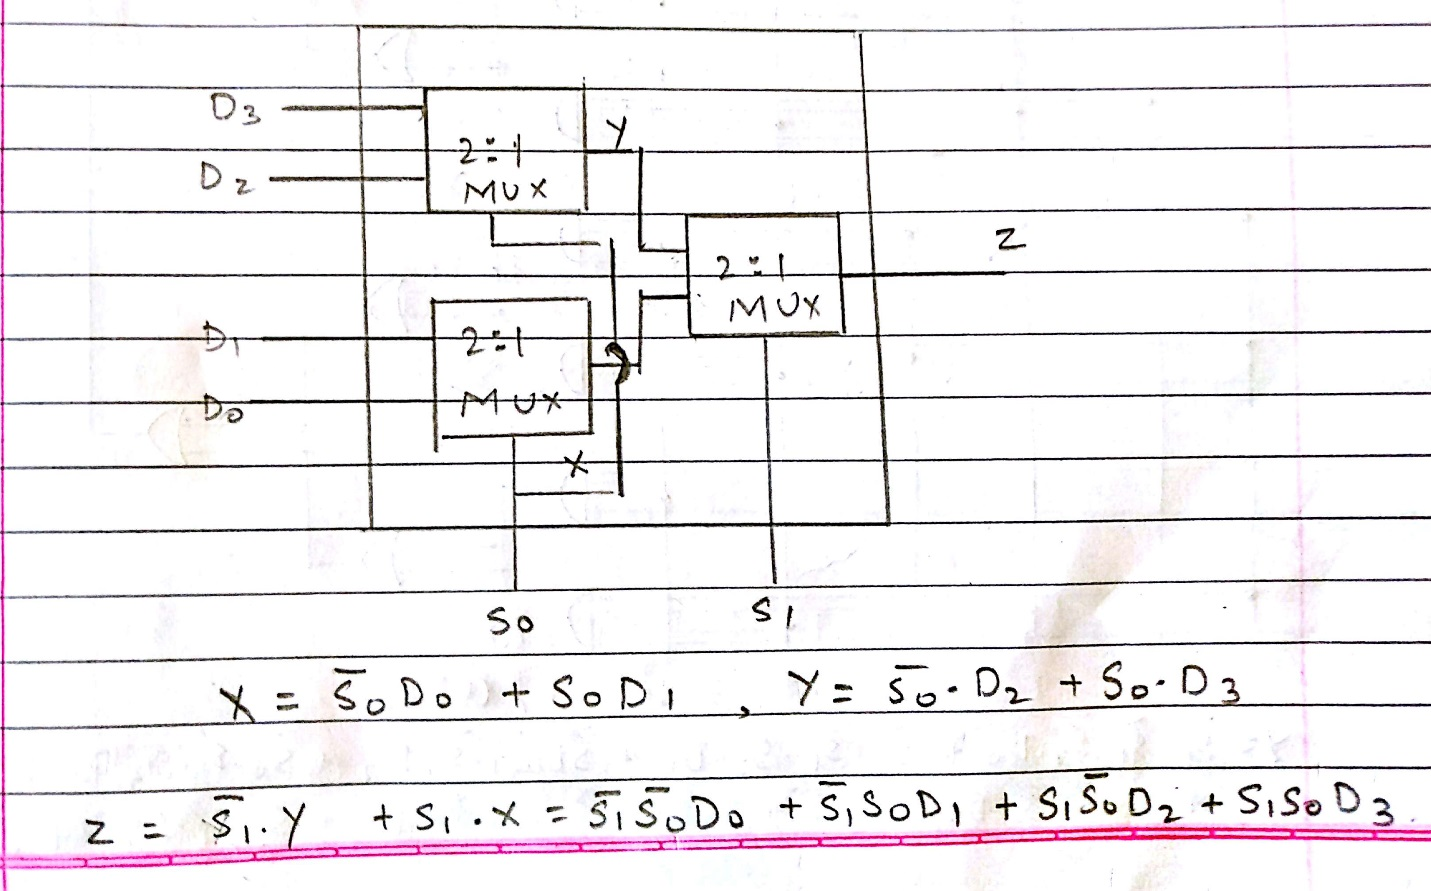 D3
Y
2:1
D2
MUX
Z
2:1
MUX
D1
2:1
D0
MUX
X
S0 S1
X = S̅0 D0 + S0 D1 , Y = S̅0 · D2 + S0 · D3
Z = S̅1 · Y + S1 · X = S̅1 S̅0 D0 + S̅1 S0 D1 + S1 S̅0 D2 + S1 S0 D3